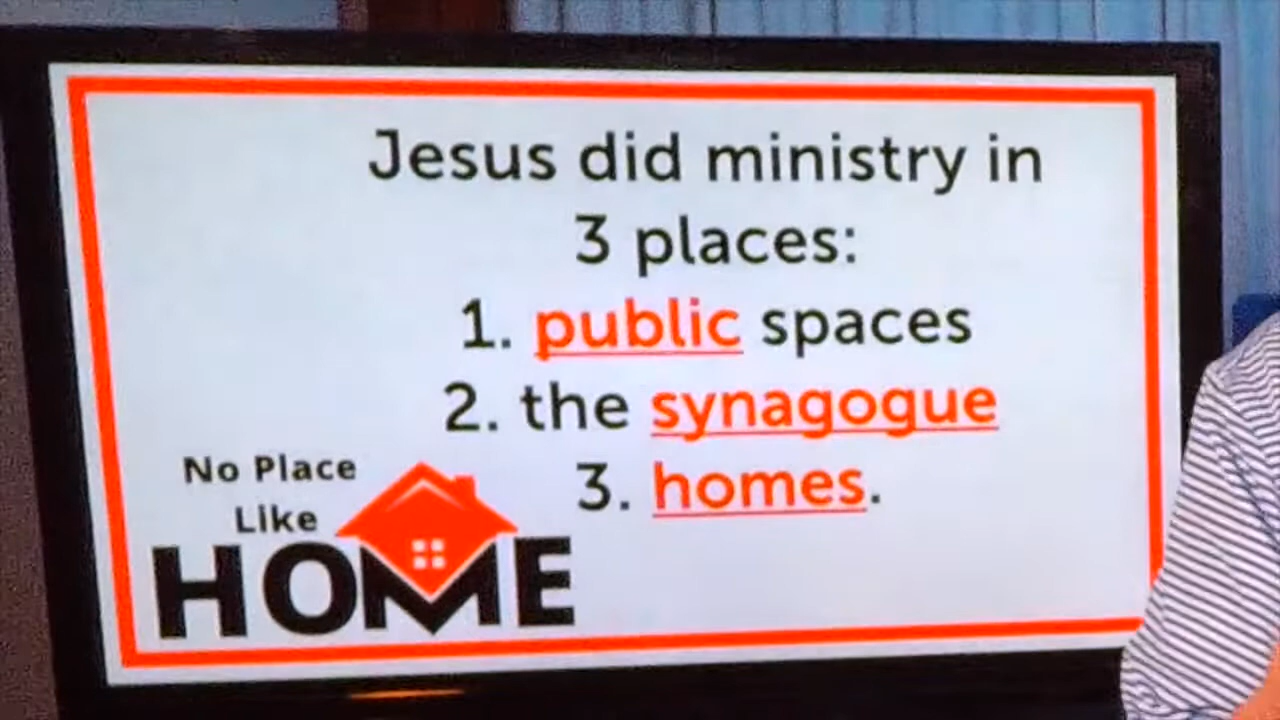 Jesus did ministry in
3 places:
1. public spaces
2. the synagogue
3. homes.
No Place
Like
HOME